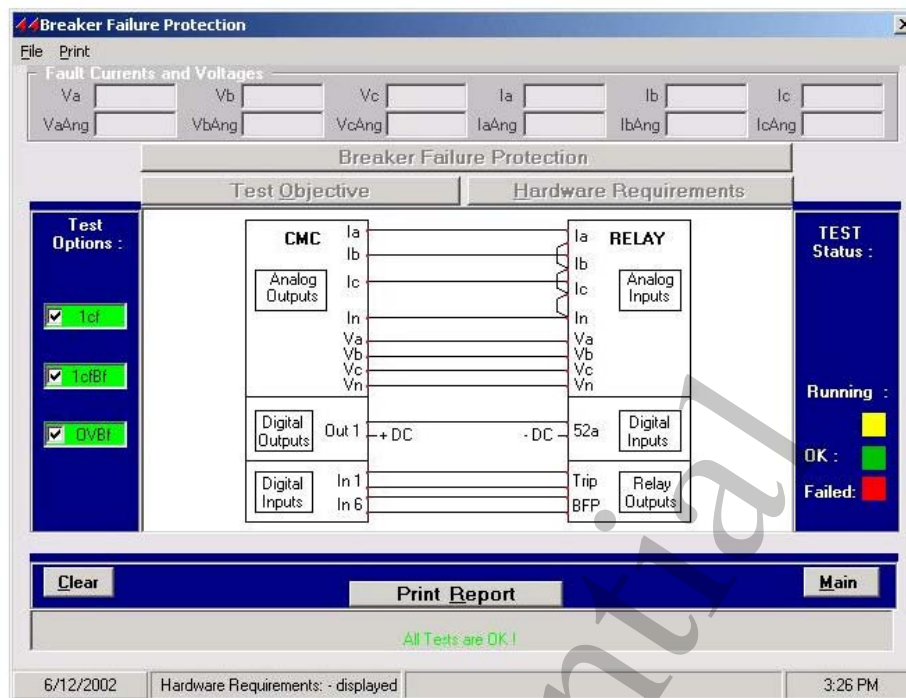 Breaker Failure Protection
File Print
Fault Currents and Voltages
Va Vb Vc Ia Ib Ic
VaAng VbAng VcAng IaAng IbAng IcAng
Breaker Failure Protection
Test Objective Hardware Requirements
Test Options :
1cf
1cfBf
0VBf
CMC
Ia
Ib
Analog Outputs
Ic
In
Va
Vb
Vc
Vn
Digital Outputs
Out 1
+ DC
Digital Inputs
In 1
In 6
RELAY
Ia
Ib
Ic
Analog Inputs
In
Va
Vb
Vc
Vn
- DC
52a
Digital Inputs
Trip
BFP
Relay Outputs
TEST Status :
Running :
OK :
Failed:
Clear Print Report Main
All Tests are OK !
6/12/2002 Hardware Requirements: - displayed 3:26 PM
ential